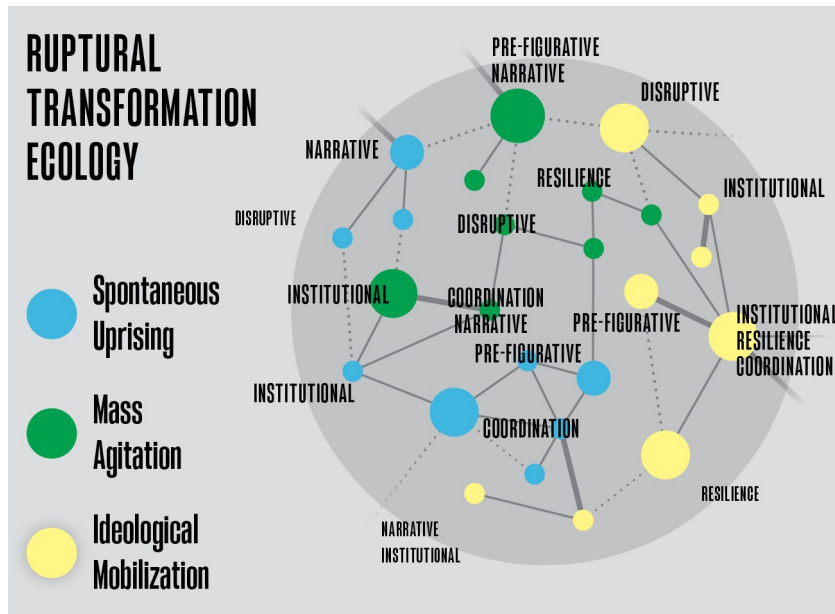 RUPTURAL
TRANSFORMATION
ECOLOGY
Spontaneous
Uprising
Mass
Agitation
Ideological
Mobilization
PRE-FIGURATIVE
NARRATIVE
DISRUPTIVE
NARRATIVE
RESILIENCE
INSTITUTIONAL
DISRUPTIVE
DISRUPTIVE
INSTITUTIONAL
COORDINATION
NARRATIVE
PRE-FIGURATIVE
INSTITUTIONAL
RESILIENCE
COORDINATION
PRE-FIGURATIVE
INSTITUTIONAL
COORDINATION
RESILIENCE
NARRATIVE
INSTITUTIONAL